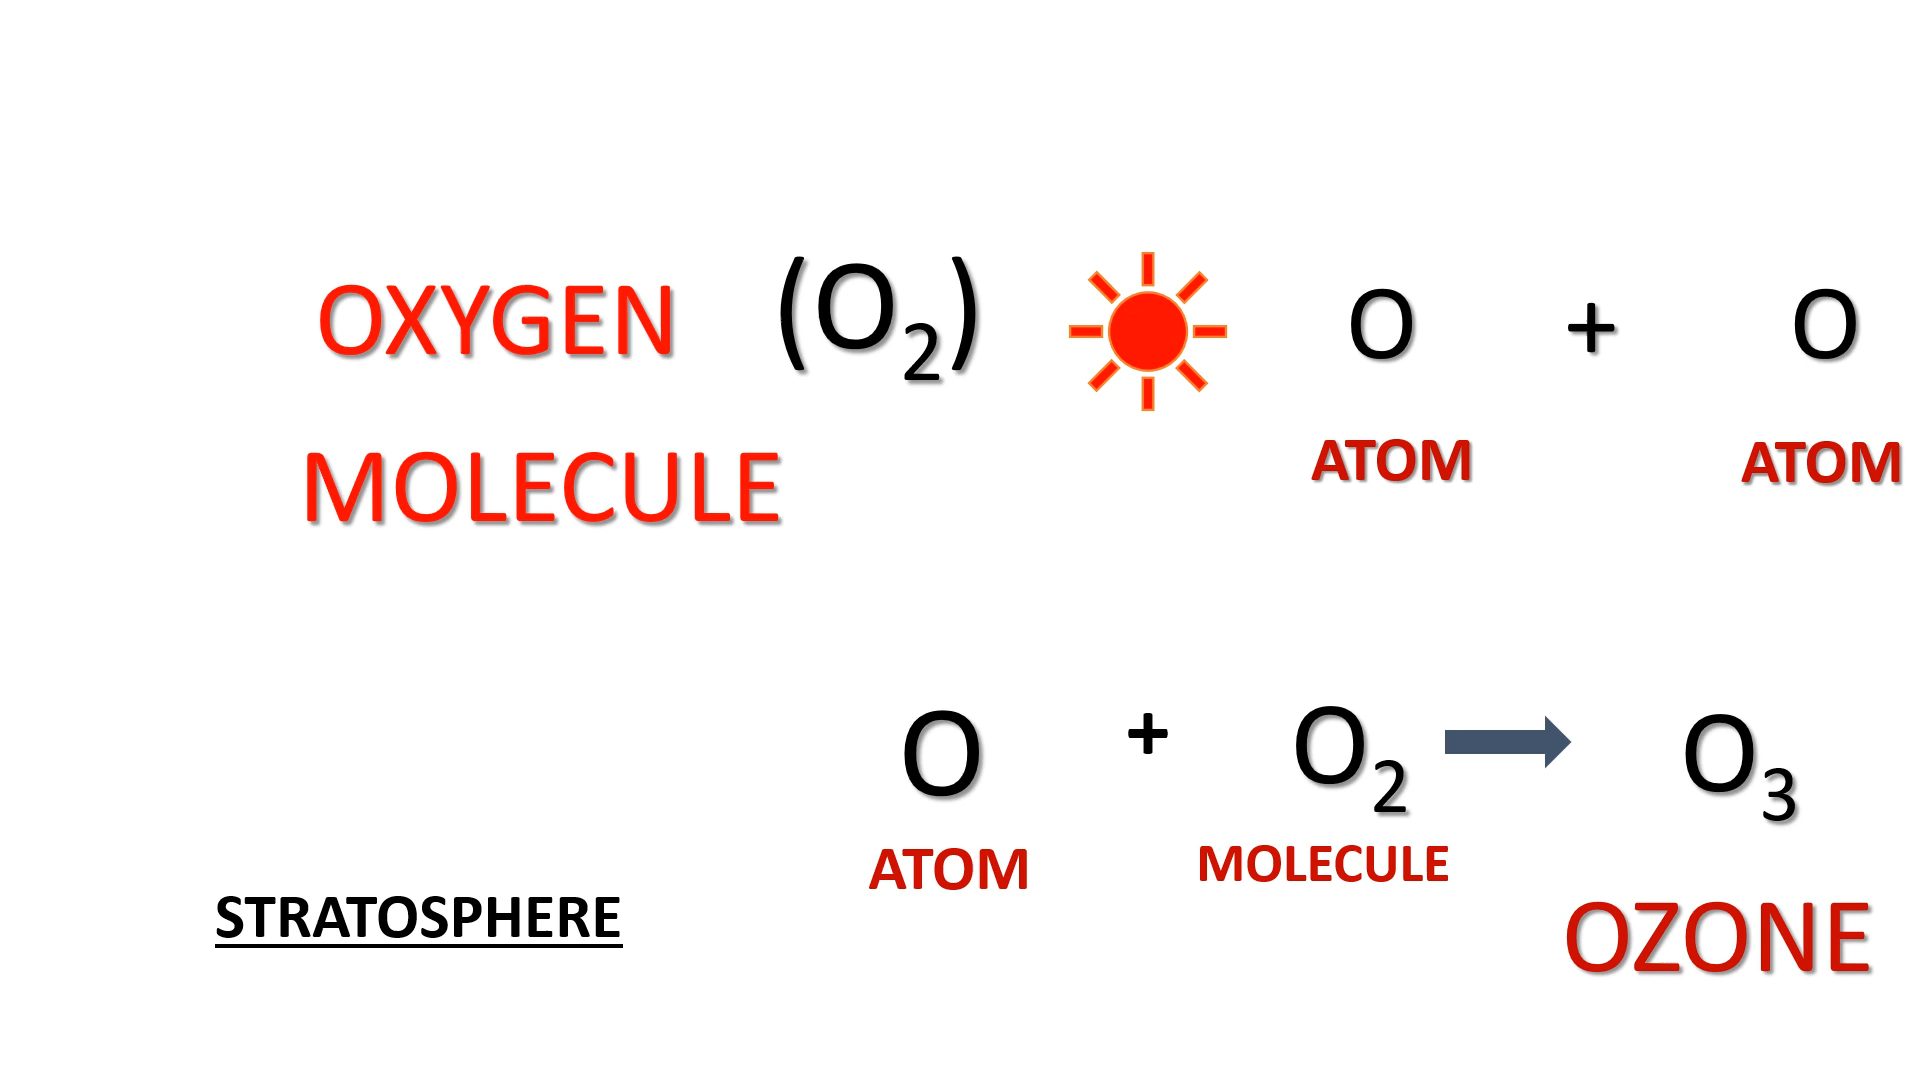 OXYGEN (O₂) O + O
MOLECULE
ATOM ATOM
O + O₂ O₃
ATOM MOLECULE
STRATOSPHERE
OZONE